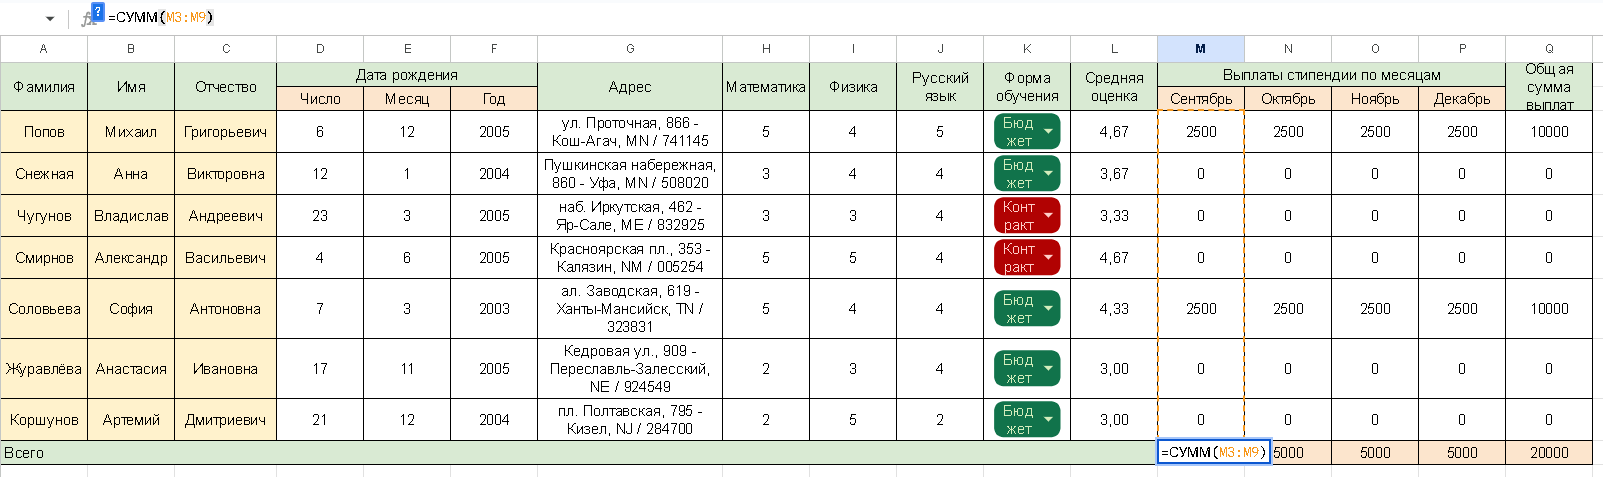 =СУММ(M3:M9)
A B C D E F G H I J K L M N O P Q
Фамилия Имя Отчество Дата рождения Адрес Математика Физика Русский язык Форма обучения Средняя оценка Выплаты стипендии по месяцам Общая сумма выплат
Число Месяц Год Сентябрь Октябрь Ноябрь Декабрь
Попов Михаил Григорьевич 6 12 2005 ул. Проточная, 866 - Кош-Агач, MN / 741145 5 4 5 Бюджет 4,67 2500 2500 2500 2500 10000
Снежная Анна Викторовна 12 1 2004 Пушкинская набережная, 860 - Уфа, MN / 508020 3 4 4 Бюджет 3,67 0 0 0 0 0
Чугунов Владислав Андреевич 23 3 2005 наб. Иркутская, 462 - Яр-Сале, ME / 832925 3 3 4 Контракт 3,33 0 0 0 0 0
Смирнов Александр Васильевич 4 6 2005 Красноярская пл., 353 - Калязин, NM / 005254 5 5 4 Контракт 4,67 0 0 0 0 0
Соловьева София Антоновна 7 3 2003 ал. Заводская, 619 - Ханты-Мансийск, TN / 323831 5 4 4 Бюджет 4,33 2500 2500 2500 2500 10000
Журавлёва Анастасия Ивановна 17 11 2005 Кедровая ул., 909 - Переславль-Залесский, NE / 924549 2 3 4 Бюджет 3,00 0 0 0 0 0
Коршунов Артемий Дмитриевич 21 12 2004 пл. Полтавская, 795 - Кизел, NJ / 284700 2 5 2 Бюджет 3,00 0 0 0 0 0
Всего =СУММ(M3:M9) 5000 5000 5000 20000